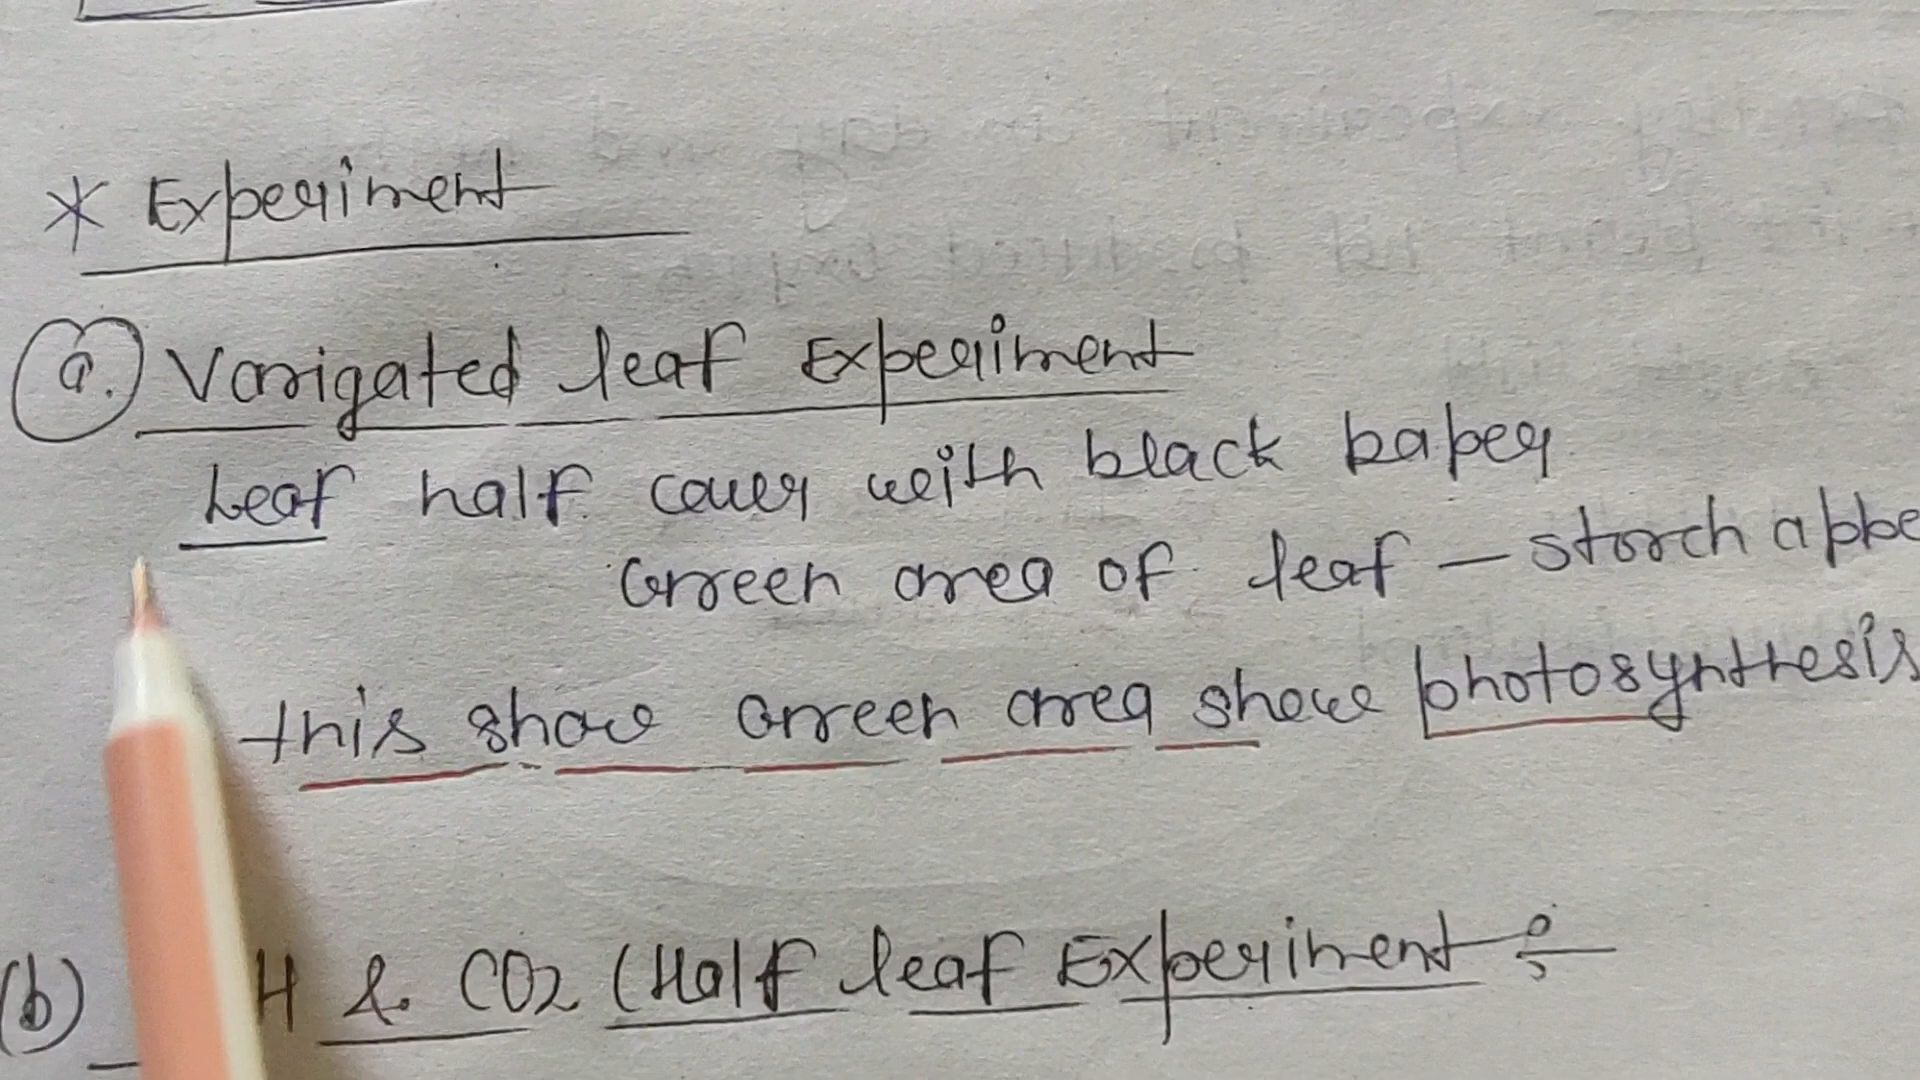 * Experiment
(a.) Varigated leaf Experiment
Leaf half cover with black paper
Green area of leaf — starch appe
this show Green area show photosynthesis
(b) H & CO2 (Half leaf Experiment ÷